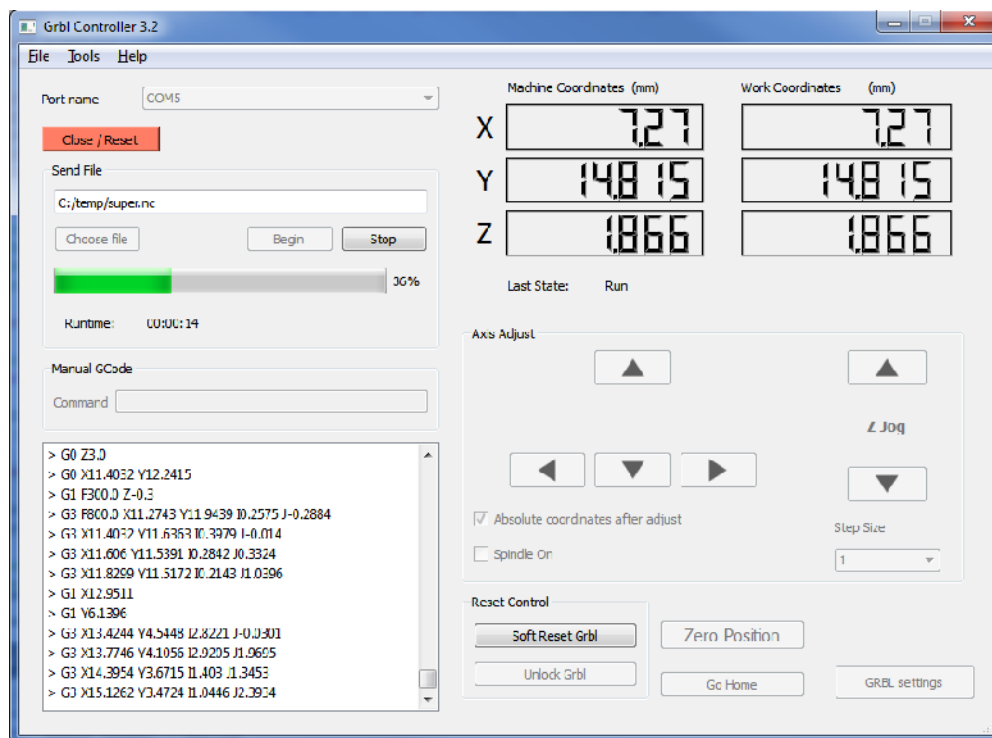 Grbl Controller 3.2
File Tools Help
Port name COM5
Close / Reset
Send File
C:/temp/super.nc
Choose file Begin Stop
36%
Runtime: 00:00:14
Manual GCode
Command
> G0 Z3.0
> G0 X11.4032 Y12.2415
> G1 F300.0 Z-0.3
> G3 F800.0 X11.2743 Y11.9439 I0.2575 J-0.2884
> G3 X11.4032 Y11.6363 I0.3979 J-0.014
> G3 X11.606 Y11.5391 I0.2842 J0.3324
> G3 X11.8299 Y11.5172 I0.2143 J1.0396
> G1 X12.9511
> G1 Y6.1396
> G3 X13.4244 Y4.5448 I2.8221 J-0.0301
> G3 X13.7746 Y4.1056 I2.9205 J1.9695
> G3 X14.3954 Y3.6715 I1.403 J1.3453
> G3 X15.1262 Y3.4724 I1.0446 J2.3934
Machine Coordinates (mm) Work Coordinates (mm)
X 7.27 7.27
Y 14.815 14.815
Z 1.866 1.866
Last State: Run
Axis Adjust
Z Jog
Absolute coordinates after adjust
Step Size
Spindle On
1
Reset Control
Soft Reset Grbl Zero Position
Unlock Grbl Go Home GRBL settings